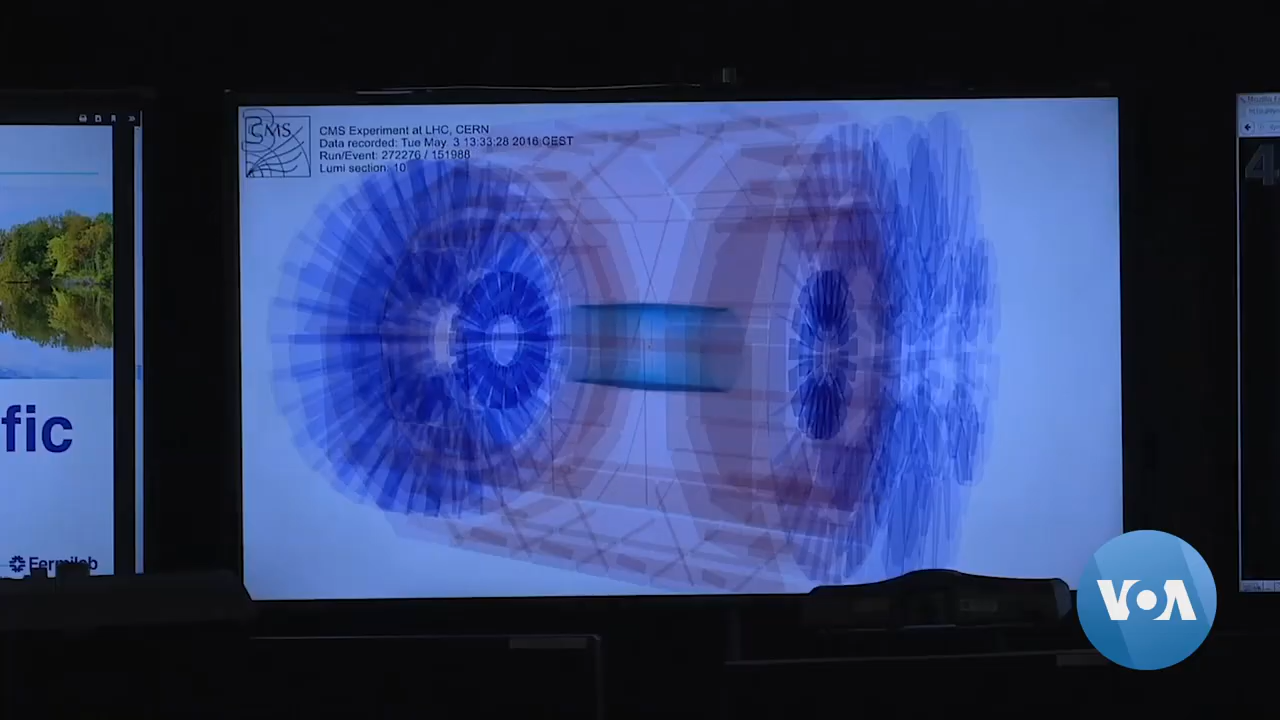 CMS
CMS Experiment at LHC, CERN
Data recorded: Tue May 3 13:33:28 2016 CEST
Run/Event: 272276 / 151988
Lumi section: 10
fic
Fermilab
4
VOA